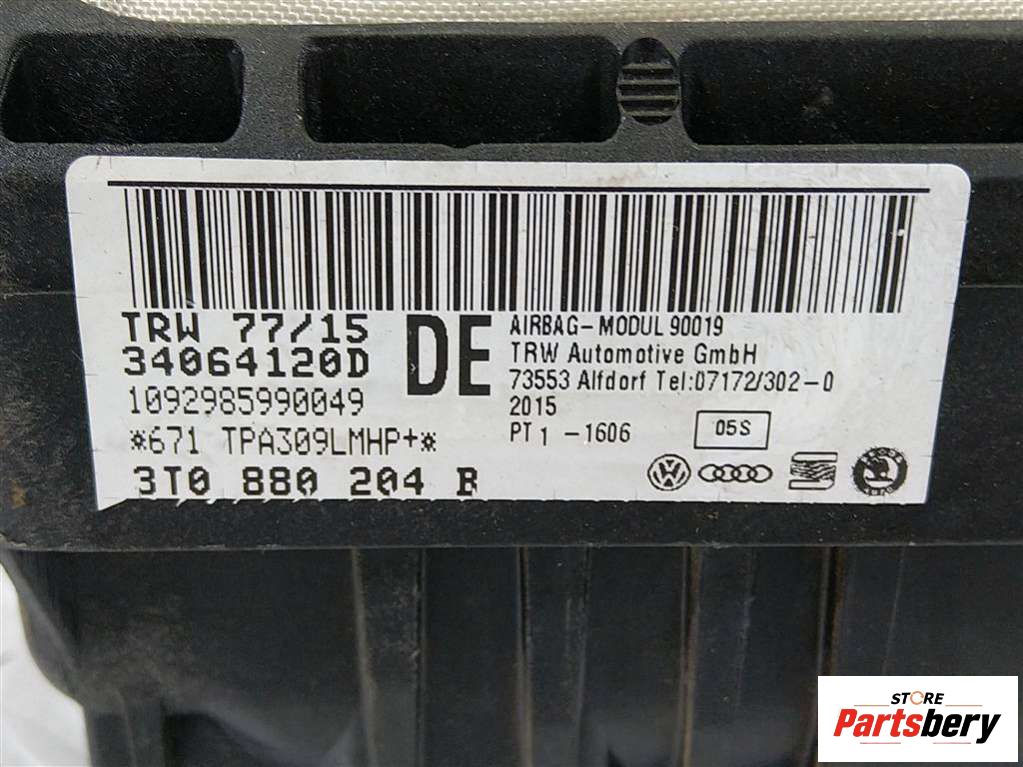 TRW 77/15
34064120D
1092985990049
*671 TPA309LMHP+*
3T0 880 204 B
DE
AIRBAG-MODUL 90019
TRW Automotive GmbH
73553 Alfdorf Tel:07172/302-0
2015
PT 1 -1606
05S
STORE
Partsbery